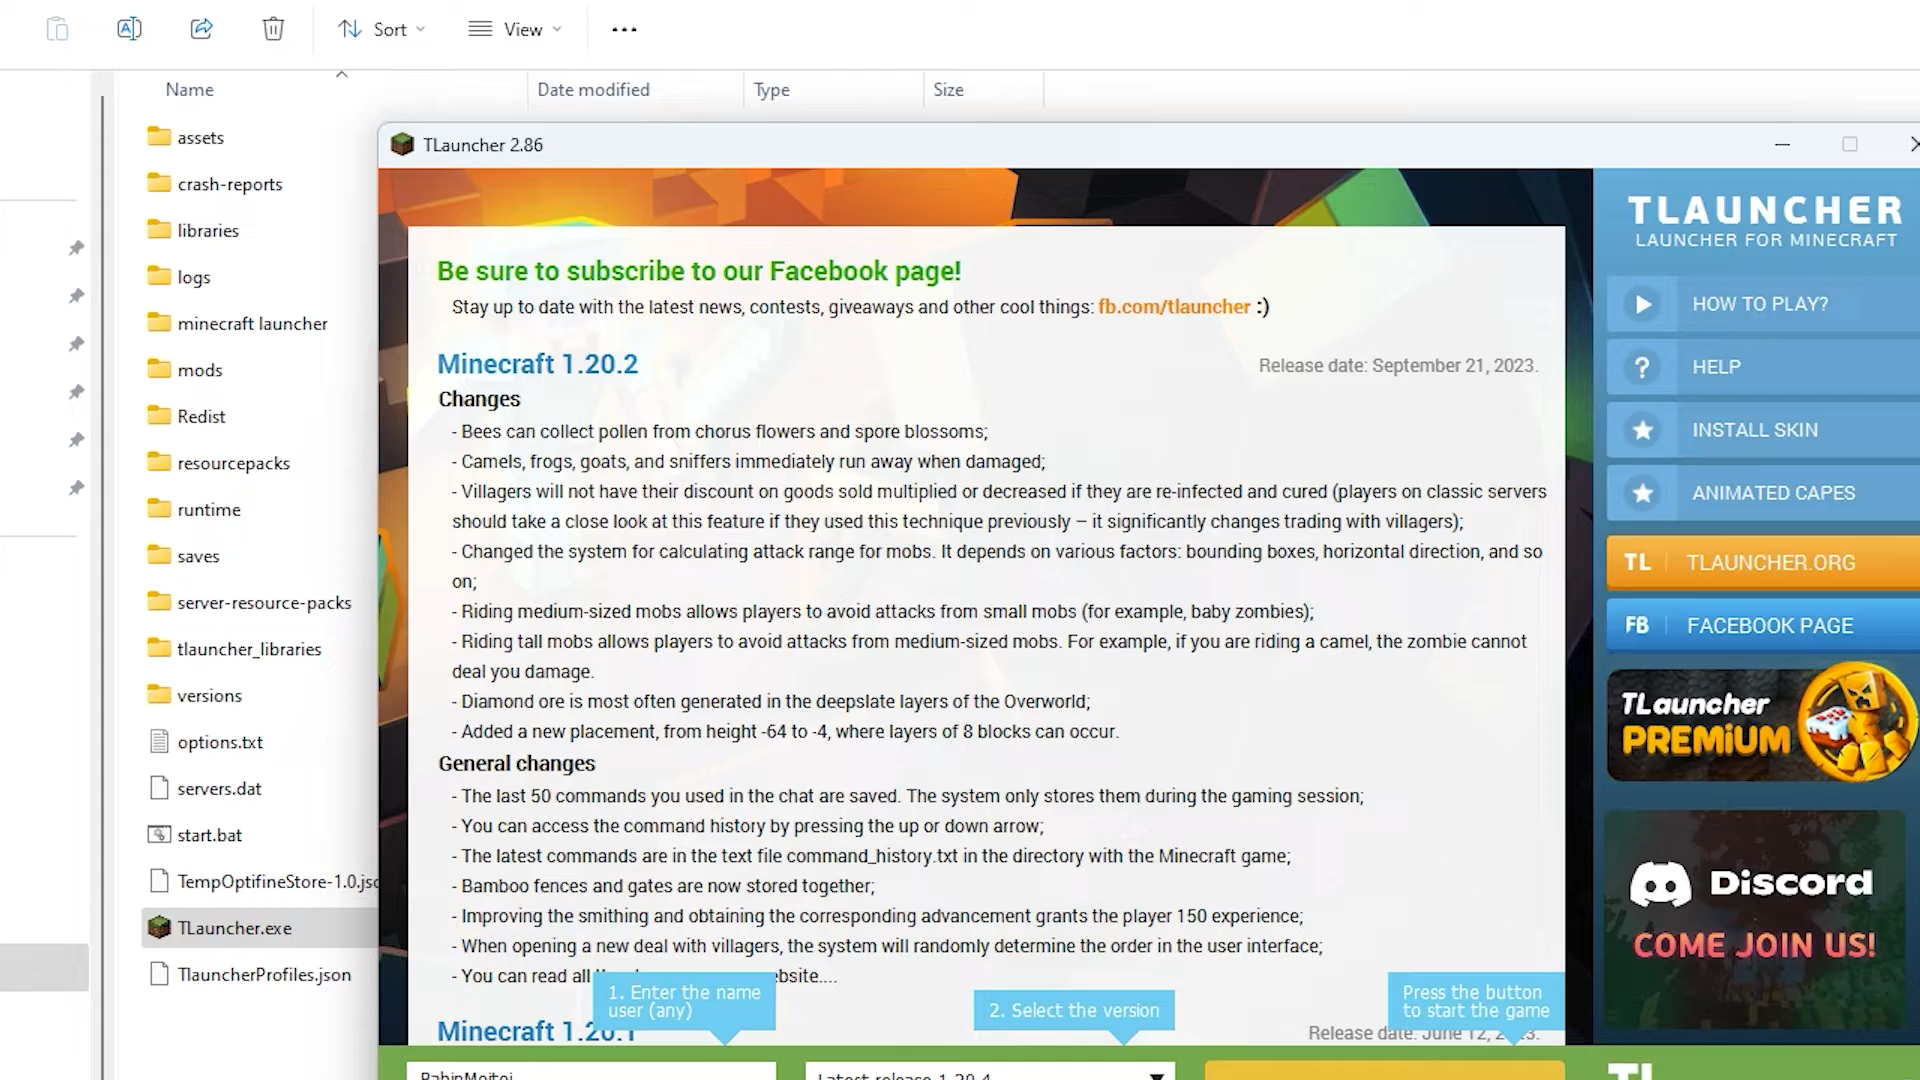 Sort
View
Name
Date modified
Type
Size
assets
crash-reports
libraries
logs
minecraft launcher
mods
Redist
resourcepacks
runtime
saves
server-resource-packs
tlauncher_libraries
versions
options.txt
servers.dat
start.bat
TempOptifineStore-1.0.jsc
TLauncher.exe
TlauncherProfiles.json
TLauncher 2.86
Be sure to subscribe to our Facebook page!
Stay up to date with the latest news, contests, giveaways and other cool things: fb.com/tlauncher :)
Minecraft 1.20.2
Release date: September 21, 2023.
Changes
- Bees can collect pollen from chorus flowers and spore blossoms;
- Camels, frogs, goats, and sniffers immediately run away when damaged;
- Villagers will not have their discount on goods sold multiplied or decreased if they are re-infected and cured (players on classic servers
should take a close look at this feature if they used this technique previously – it significantly changes trading with villagers);
- Changed the system for calculating attack range for mobs. It depends on various factors: bounding boxes, horizontal direction, and so
on;
- Riding medium-sized mobs allows players to avoid attacks from small mobs (for example, baby zombies);
- Riding tall mobs allows players to avoid attacks from medium-sized mobs. For example, if you are riding a camel, the zombie cannot
deal you damage.
- Diamond ore is most often generated in the deepslate layers of the Overworld;
- Added a new placement, from height -64 to -4, where layers of 8 blocks can occur.
General changes
- The last 50 commands you used in the chat are saved. The system only stores them during the gaming session;
- You can access the command history by pressing the up or down arrow;
- The latest commands are in the text file command_history.txt in the directory with the Minecraft game;
- Bamboo fences and gates are now stored together;
- Improving the smithing and obtaining the corresponding advancement grants the player 150 experience;
- When opening a new deal with villagers, the system will randomly determine the order in the user interface;
- You can read all ebsite....
1. Enter the name
user (any)
2. Select the version
Press the button
to start the game
Minecraft 1.20.1
Release date: June 12, 2023.
Latest release 1.20.4
TLAUNCHER
LAUNCHER FOR MINECRAFT
HOW TO PLAY?
? HELP
INSTALL SKIN
ANIMATED CAPES
TL TLAUNCHER.ORG
FB FACEBOOK PAGE
TLauncher
PREMIUM
Discord
COME JOIN US!
TL